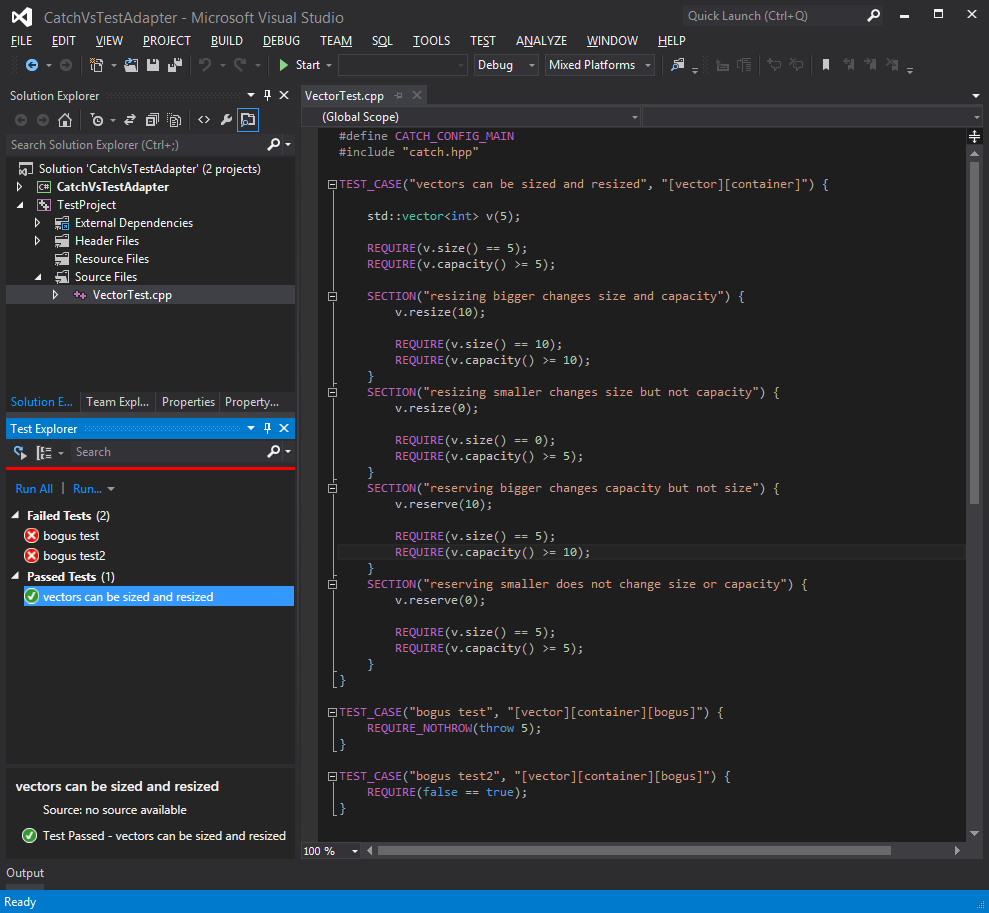 CatchVsTestAdapter - Microsoft Visual Studio
Quick Launch (Ctrl+Q)
FILE EDIT VIEW PROJECT BUILD DEBUG TEAM SQL TOOLS TEST ANALYZE WINDOW HELP
Start Debug Mixed Platforms
Solution Explorer
Search Solution Explorer (Ctrl+;)
Solution 'CatchVsTestAdapter' (2 projects)
C# CatchVsTestAdapter
TestProject
External Dependencies
Header Files
Resource Files
Source Files
VectorTest.cpp
Solution E... Team Expl... Properties Property...
Test Explorer
Search
Run All | Run...
Failed Tests (2)
bogus test
bogus test2
Passed Tests (1)
vectors can be sized and resized
vectors can be sized and resized
Source: no source available
Test Passed - vectors can be sized and resized
VectorTest.cpp
(Global Scope)
#define CATCH_CONFIG_MAIN
#include "catch.hpp"
TEST_CASE("vectors can be sized and resized", "[vector][container]") {
std::vector<int> v(5);
REQUIRE(v.size() == 5);
REQUIRE(v.capacity() >= 5);
SECTION("resizing bigger changes size and capacity") {
v.resize(10);
REQUIRE(v.size() == 10);
REQUIRE(v.capacity() >= 10);
}
SECTION("resizing smaller changes size but not capacity") {
v.resize(0);
REQUIRE(v.size() == 0);
REQUIRE(v.capacity() >= 5);
}
SECTION("reserving bigger changes capacity but not size") {
v.reserve(10);
REQUIRE(v.size() == 5);
REQUIRE(v.capacity() >= 10);
}
SECTION("reserving smaller does not change size or capacity") {
v.reserve(0);
REQUIRE(v.size() == 5);
REQUIRE(v.capacity() >= 5);
}
}
TEST_CASE("bogus test", "[vector][container][bogus]") {
REQUIRE_NOTHROW(throw 5);
}
TEST_CASE("bogus test2", "[vector][container][bogus]") {
REQUIRE(false == true);
}
100 %
Output
Ready